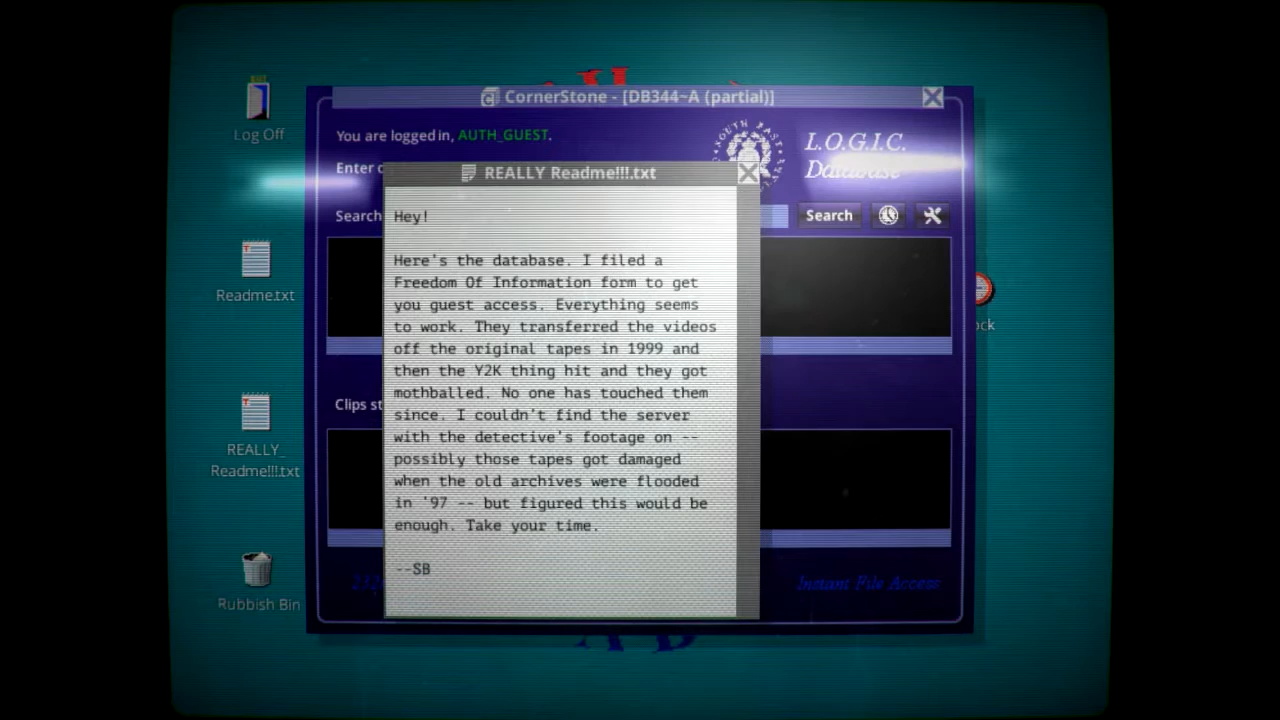 CornerStone - [DB344~A (partial)]
Log Off
You are logged in, AUTH_GUEST.
SOUTH EAST
L.O.G.I.C.
Database
Enter
REALLY Readme!!!.txt
Search
Search
Hey!
Here's the database. I filed a
Freedom Of Information form to get
you guest access. Everything seems
to work. They transferred the videos
off the original tapes in 1999 and
then the Y2K thing hit and they got
mothballed. No one has touched them
since. I couldn't find the server
with the detective's footage on --
possibly those tapes got damaged
when the old archives were flooded
in '97 -- but figured this would be
enough. Take your time.
--SB
Readme.txt
Clips
REALLY_
Readme!!!.txt
Rubbish Bin
Instant File Access